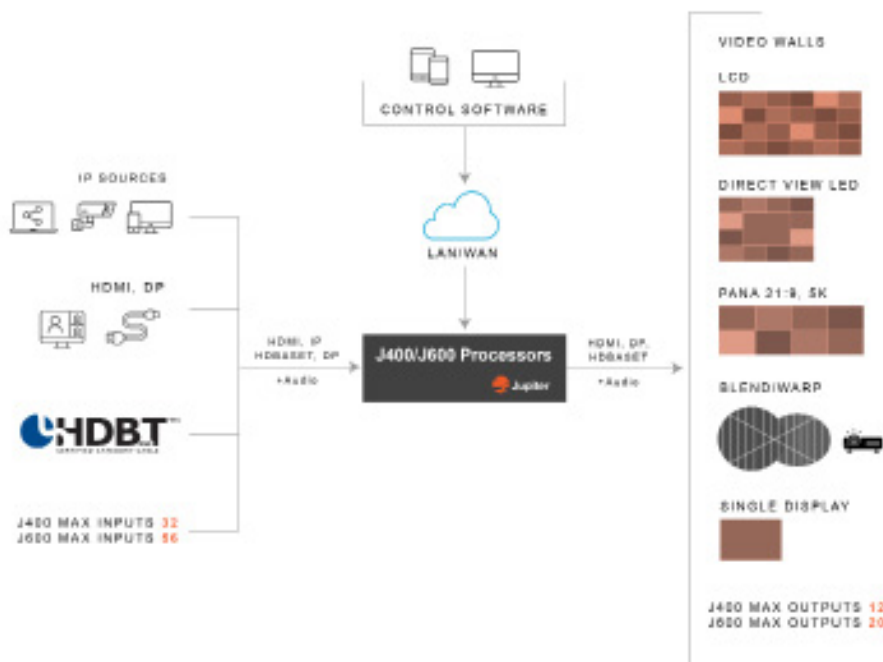 CONTROL SOFTWARE
LAN/WAN
IP SOURCES
HDMI, DP
HDBT
J400 MAX INPUTS 32
J600 MAX INPUTS 56
HDMI, IP
HDBASET, DP
+Audio
J400/J600 Processors
Jupiter
HDMI, DP,
HDBASET
+Audio
VIDEO WALLS
LCD
DIRECT VIEW LED
PANA 21:9, 5K
BLEND/WARP
SINGLE DISPLAY
J400 MAX OUTPUTS 12
J600 MAX OUTPUTS 20